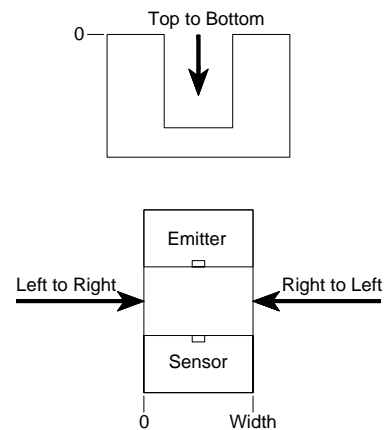 Top to Bottom
0
Emitter
Left to Right
Right to Left
Sensor
0
Width